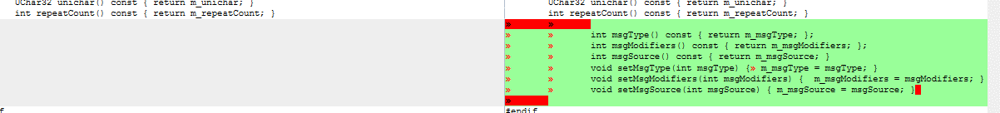 UChar32 unichar() const { return m_unichar; }
int repeatCount() const { return m_repeatCount; }
f
UChar32 unichar() const { return m_unichar; }
int repeatCount() const { return m_repeatCount; }
» »
» » int msgType() const { return m_msgType; };
» » int msgModifiers() const { return m_msgModifiers; };
» » int msgSource() const { return m_msgSource; }
» » void setMsgType(int msgType) {» m_msgType = msgType; }
» » void setMsgModifiers(int msgModifiers) {  m_msgModifiers = msgModifiers; }
» » void setMsgSource(int msgSource) { m_msgSource = msgSource; }
»
#endif